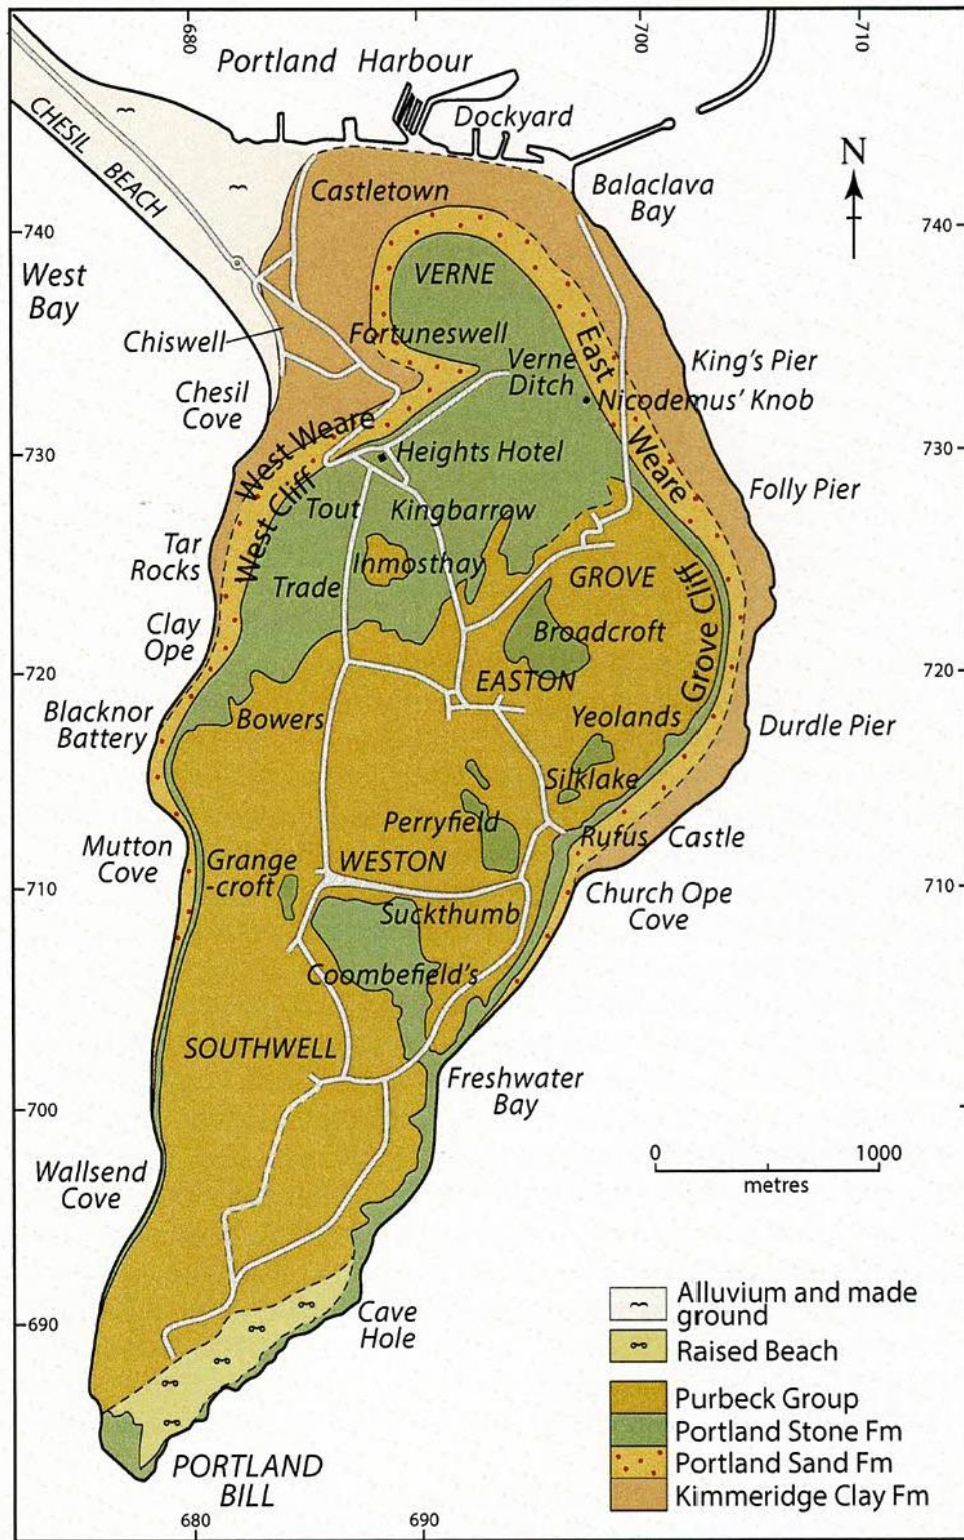 680
700
710
Portland Harbour
Dockyard
CHESIL BEACH
Castletown
Balaclava
Bay
N
740
740
West
Bay
VERNE
Chiswell
Fortuneswell
Verne
Ditch
East Weare
King's Pier
Nicodemus' Knob
Chesil
Cove
West Weare
West Cliff
730
730
Heights Hotel
Folly Pier
Tout
Kingbarrow
Tar
Rocks
Inmosthay
Trade
GROVE
Grove Cliff
Clay
Ope
Broadcroft
720
720
EASTON
Blacknor
Battery
Bowers
Yeolands
Durdle Pier
Silklake
Mutton
Cove
Perryfield
Rufus Castle
Grange
-croft
WESTON
710
710
Church Ope
Cove
Suckthumb
Coombefield's
SOUTHWELL
Freshwater
Bay
700
0 1000
metres
Wallsend
Cove
690
Cave
Hole
Alluvium and made
ground
Raised Beach
Purbeck Group
Portland Stone Fm
Portland Sand Fm
Kimmeridge Clay Fm
PORTLAND
BILL
680
690